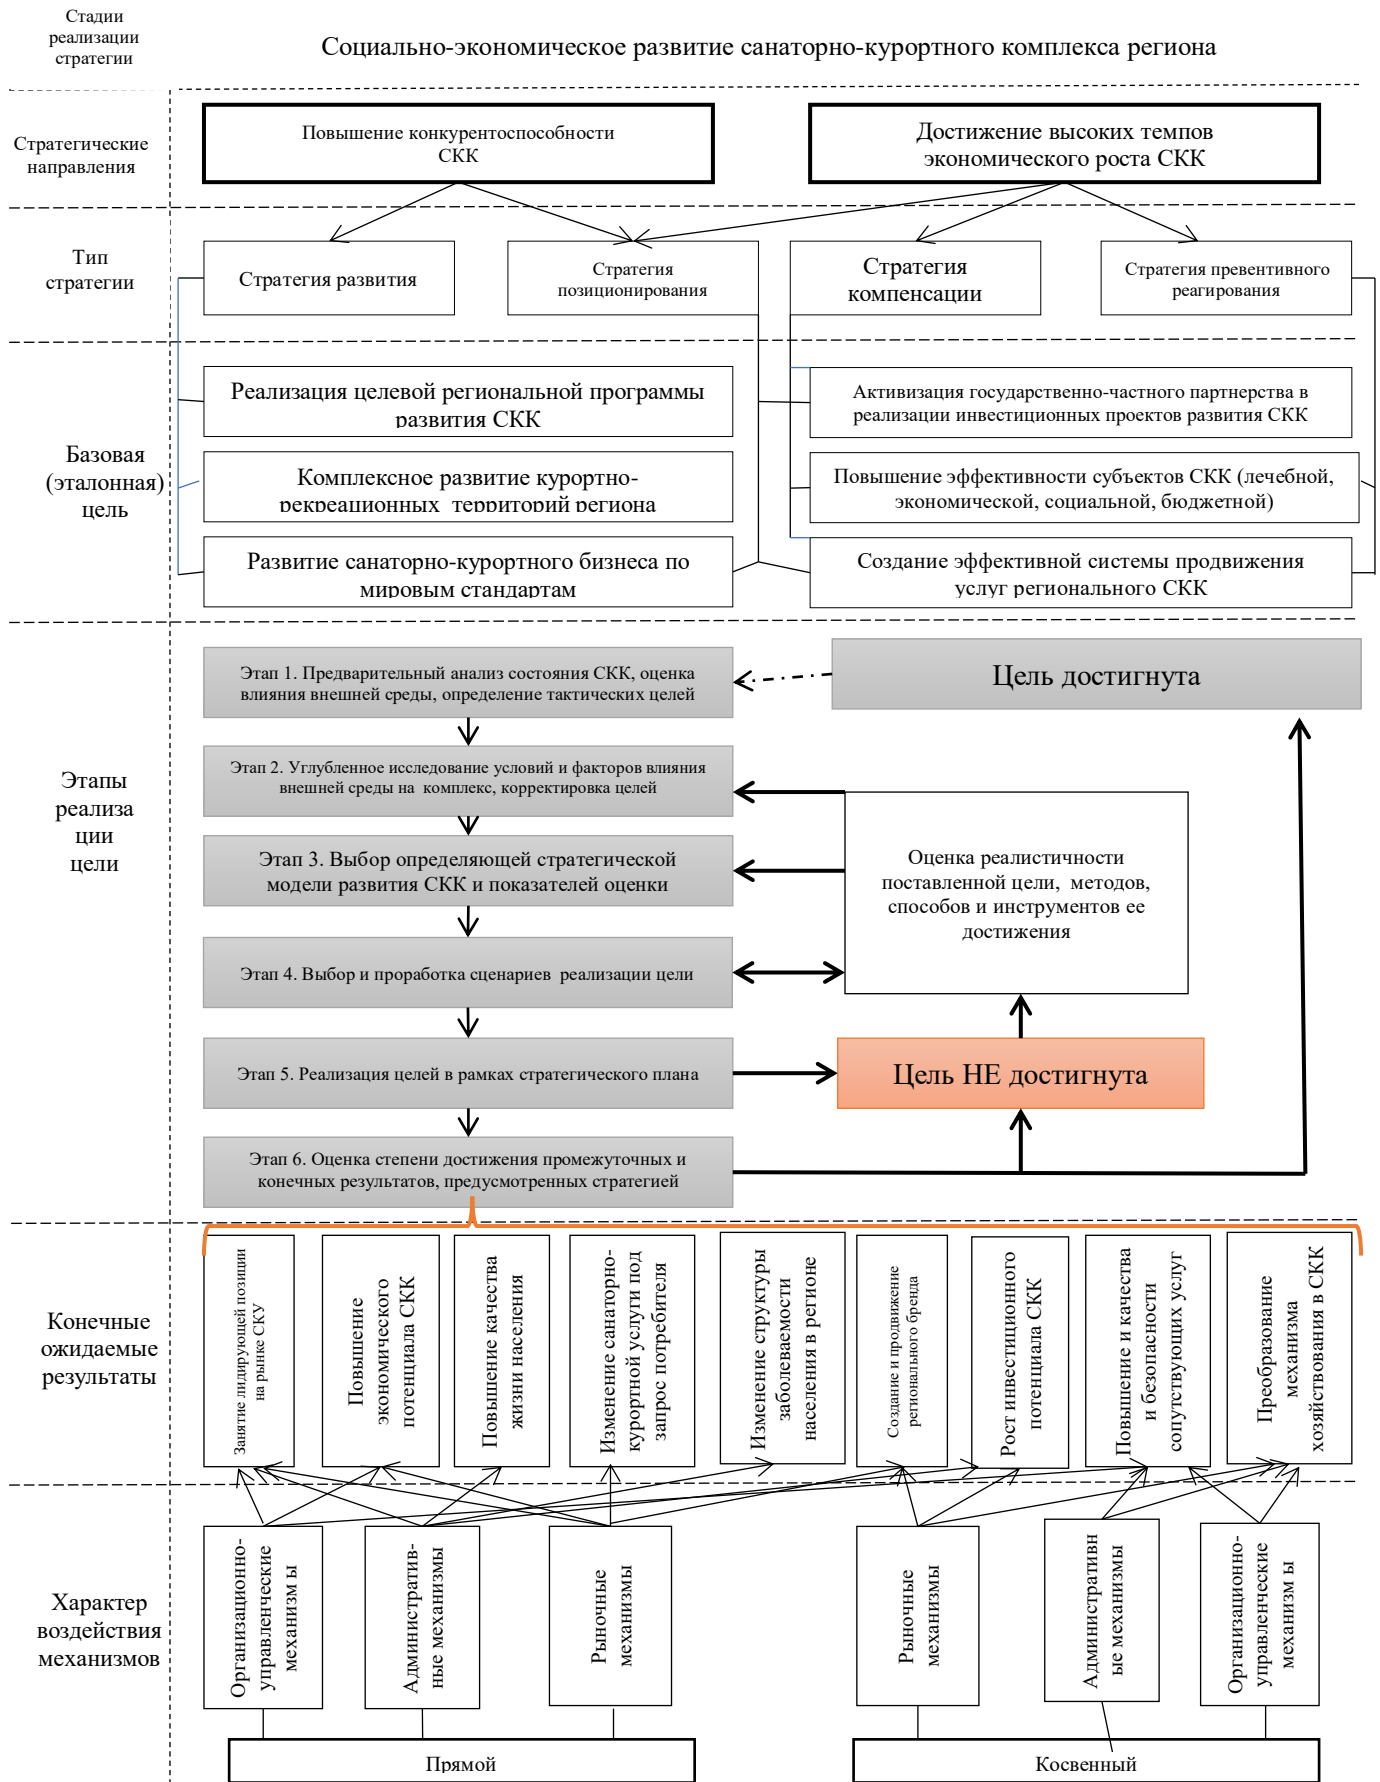 Стадии
реализации
стратегии
Социально-экономическое развитие санаторно-курортного комплекса региона
Стратегические
направления
Повышение конкурентоспособности
СКК
Достижение высоких темпов
экономического роста СКК
Тип
стратегии
Стратегия развития
Стратегия
позиционирования
Стратегия
компенсации
Стратегия превентивного
реагирования
Базовая
(эталонная)
цель
Реализация целевой региональной программы
развития СКК
Активизация государственно-частного партнерства в
реализации инвестиционных проектов развития СКК
Комплексное развитие курортно-
рекреационных территорий региона
Повышение эффективности субъектов СКК (лечебной,
экономической, социальной, бюджетной)
Развитие санаторно-курортного бизнеса по
мировым стандартам
Создание эффективной системы продвижения
услуг регионального СКК
Этапы
реализа
ции
цели
Этап 1. Предварительный анализ состояния СКК, оценка
влияния внешней среды, определение тактических целей
Цель достигнута
Этап 2. Углубленное исследование условий и факторов влияния
внешней среды на комплекс, корректировка целей
Этап 3. Выбор определяющей стратегической
модели развития СКК и показателей оценки
Оценка реалистичности
поставленной цели, методов,
способов и инструментов ее
достижения
Этап 4. Выбор и проработка сценариев реализации цели
Этап 5. Реализация целей в рамках стратегического плана
Цель НЕ достигнута
Этап 6. Оценка степени достижения промежуточных и
конечных результатов, предусмотренных стратегией
Конечные
ожидаемые
результаты
Занятие лидирующей позиции
на рынке СКУ
Повышение
экономического
потенциала СКК
Повышение качества
жизни населения
Изменение санаторно-
курортной услуги под
запрос потребителя
Изменение структуры
заболеваемости
населения в регионе
Создание и продвижение
регионального бренда
Рост инвестиционного
потенциала СКК
Повышение и качества
и безопасности
сопутствующих услуг
Преобразование
механизма
хозяйствования в СКК
Характер
воздействия
механизмов
Организационно-
управленческие
механизм ы
Административ-
ные механизмы
Рыночные
механизмы
Рыночные
механизмы
Административн
ые механизмы
Организационно-
управленческие
механизм ы
Прямой
Косвенный